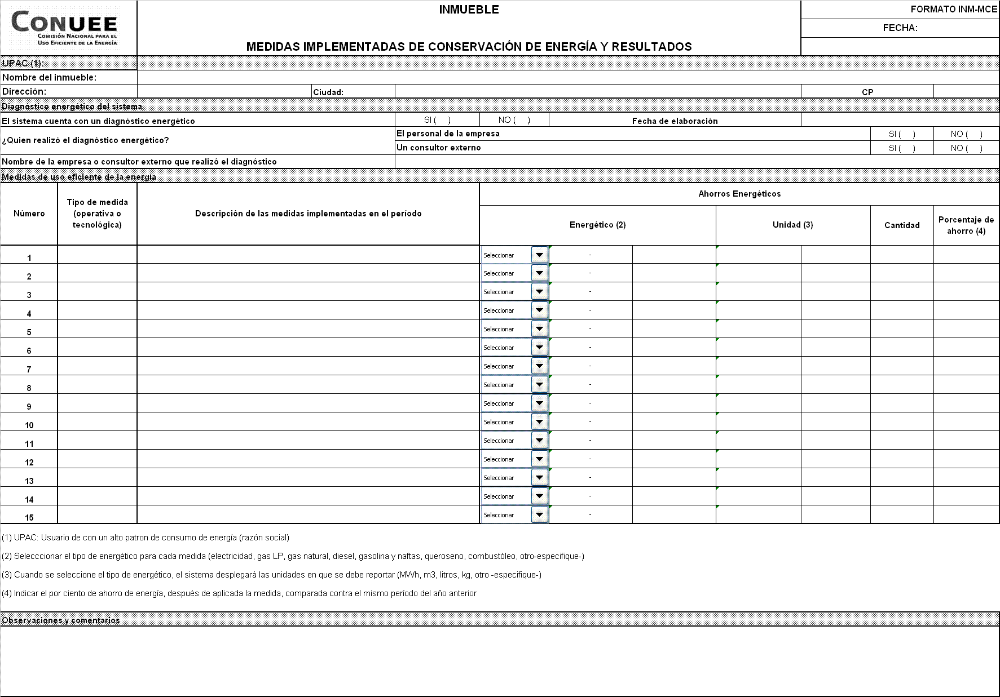 CONUEE
COMISIÓN NACIONAL PARA EL
USO EFICIENTE DE LA ENERGÍA
INMUEBLE
MEDIDAS IMPLEMENTADAS DE CONSERVACIÓN DE ENERGÍA Y RESULTADOS
FORMATO INM-MCE
FECHA:
UPAC (1):
Nombre del inmueble:
Dirección: Ciudad: CP
Diagnóstico energético del sistema
El sistema cuenta con un diagnóstico energético SI ( ) NO ( ) Fecha de elaboración
¿Quien realizó el diagnóstico energético?
El personal de la empresa SI ( ) NO ( )
Un consultor externo SI ( ) NO ( )
Nombre de la empresa o consultor externo que realizó el diagnóstico
Medidas de uso eficiente de la energía
Número
Tipo de medida
(operativa o
tecnológica)
Descripción de las medidas implementadas en el período
Ahorros Energéticos
Energético (2)
Unidad (3)
Cantidad
Porcentaje de
ahorro (4)
1 Seleccionar -
2 Seleccionar -
3 Seleccionar -
4 Seleccionar -
5 Seleccionar -
6 Seleccionar -
7 Seleccionar -
8 Seleccionar -
9 Seleccionar -
10 Seleccionar -
11 Seleccionar -
12 Seleccionar -
13 Seleccionar -
14 Seleccionar -
15 Seleccionar -
(1) UPAC: Usuario de con un alto patron de consumo de energía (razón social)
(2) Selecccionar el tipo de energético para cada medida (electricidad, gas LP, gas natural, diesel, gasolina y naftas, queroseno, combustóleo, otro-especifique-)
(3) Cuando se seleccione el tipo de energético, el sistema desplegará las unidades en que se debe reportar (MWh, m3, litros, kg, otro -especifique-)
(4) Indicar el por ciento de ahorro de energía, después de aplicada la medida, comparada contra el mismo período del año anterior
Observaciones y comentarios